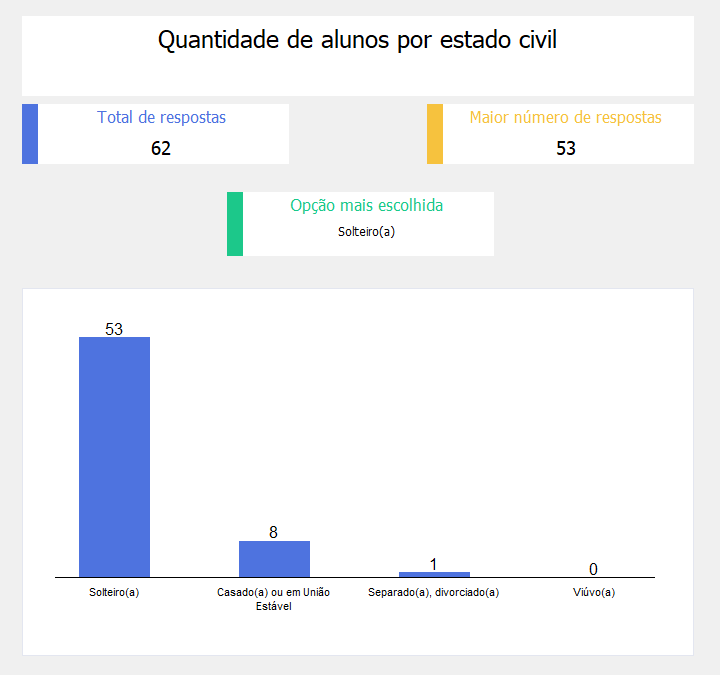 Quantidade de alunos por estado civil
Total de respostas
62
Maior número de respostas
53
Opção mais escolhida
Solteiro(a)
53
8
1
0
Solteiro(a)
Casado(a) ou em União
Estável
Separado(a), divorciado(a)
Viúvo(a)